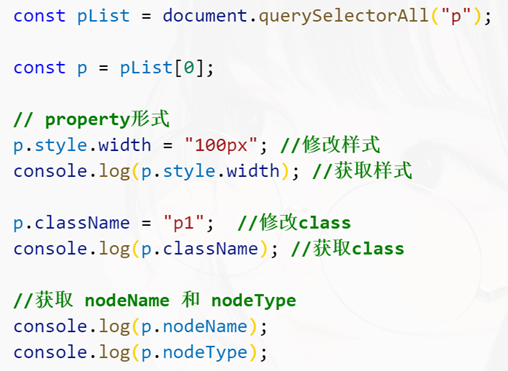 const pList = document.querySelectorAll("p");
const p = pList[0];
// property形式
p.style.width = "100px"; //修改样式
console.log(p.style.width); //获取样式
p.className = "p1";  //修改class
console.log(p.className); //获取class
//获取 nodeName 和 nodeType
console.log(p.nodeName);
console.log(p.nodeType);